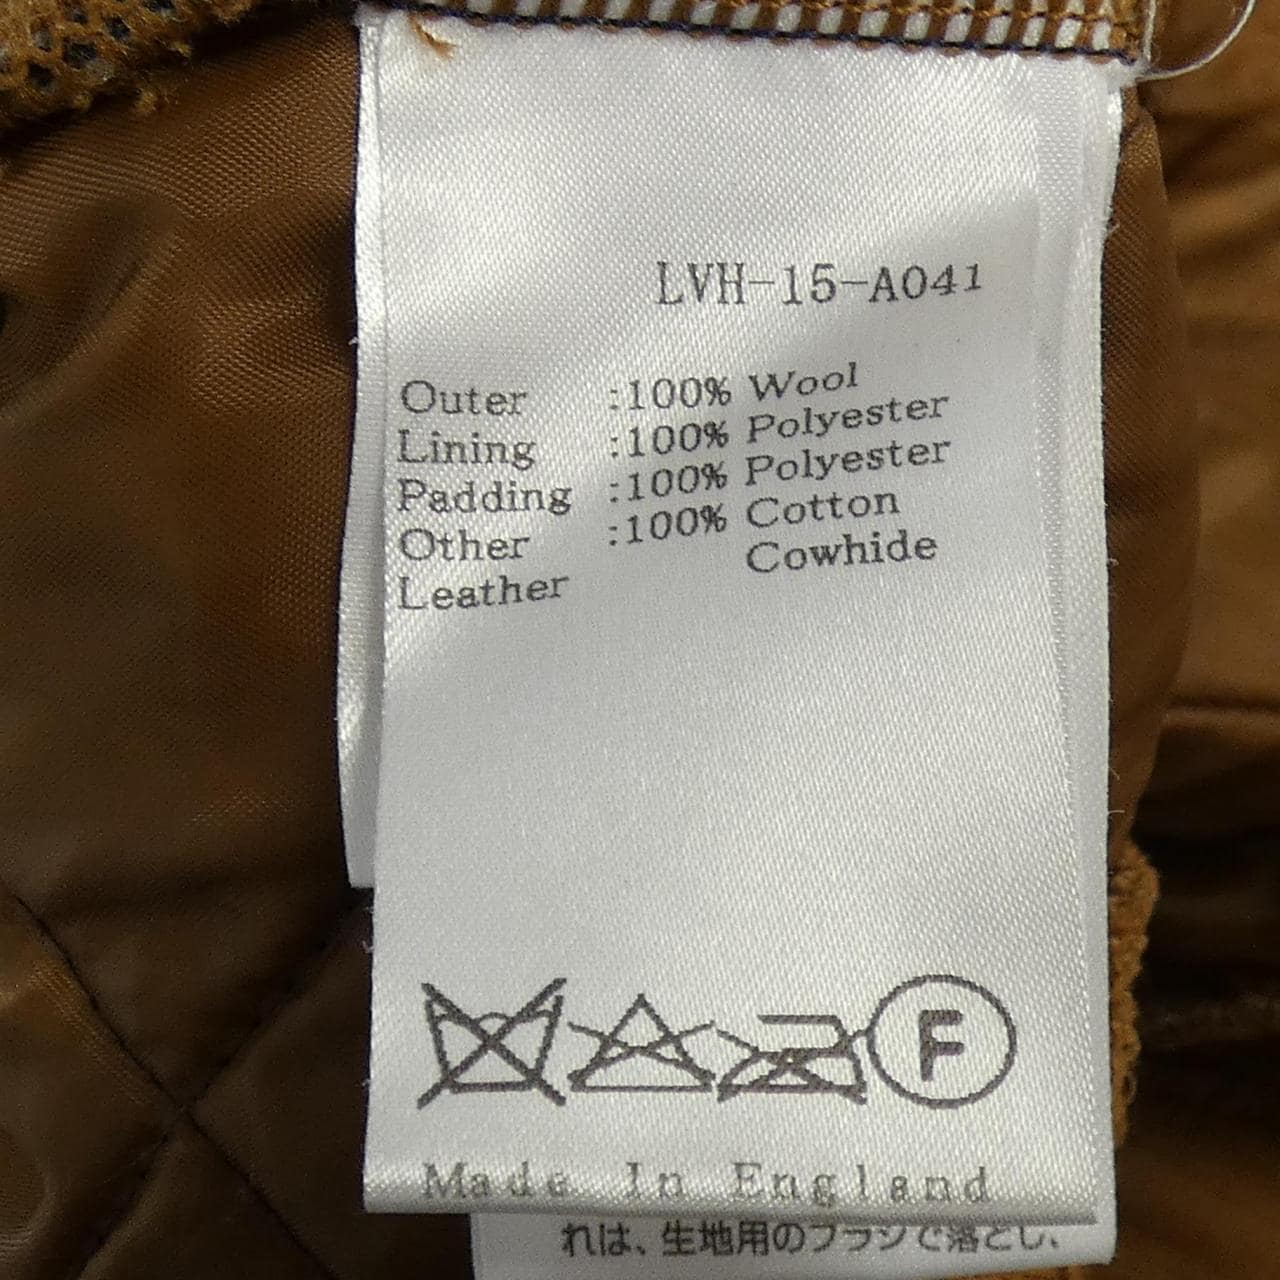 LVH-15-A041
Outer :100% Wool
Lining :100% Polyester
Padding :100% Polyester
Other :100% Cotton
Leather Cowhide
F
Made In England
れは、生地用のブラシで落とし、